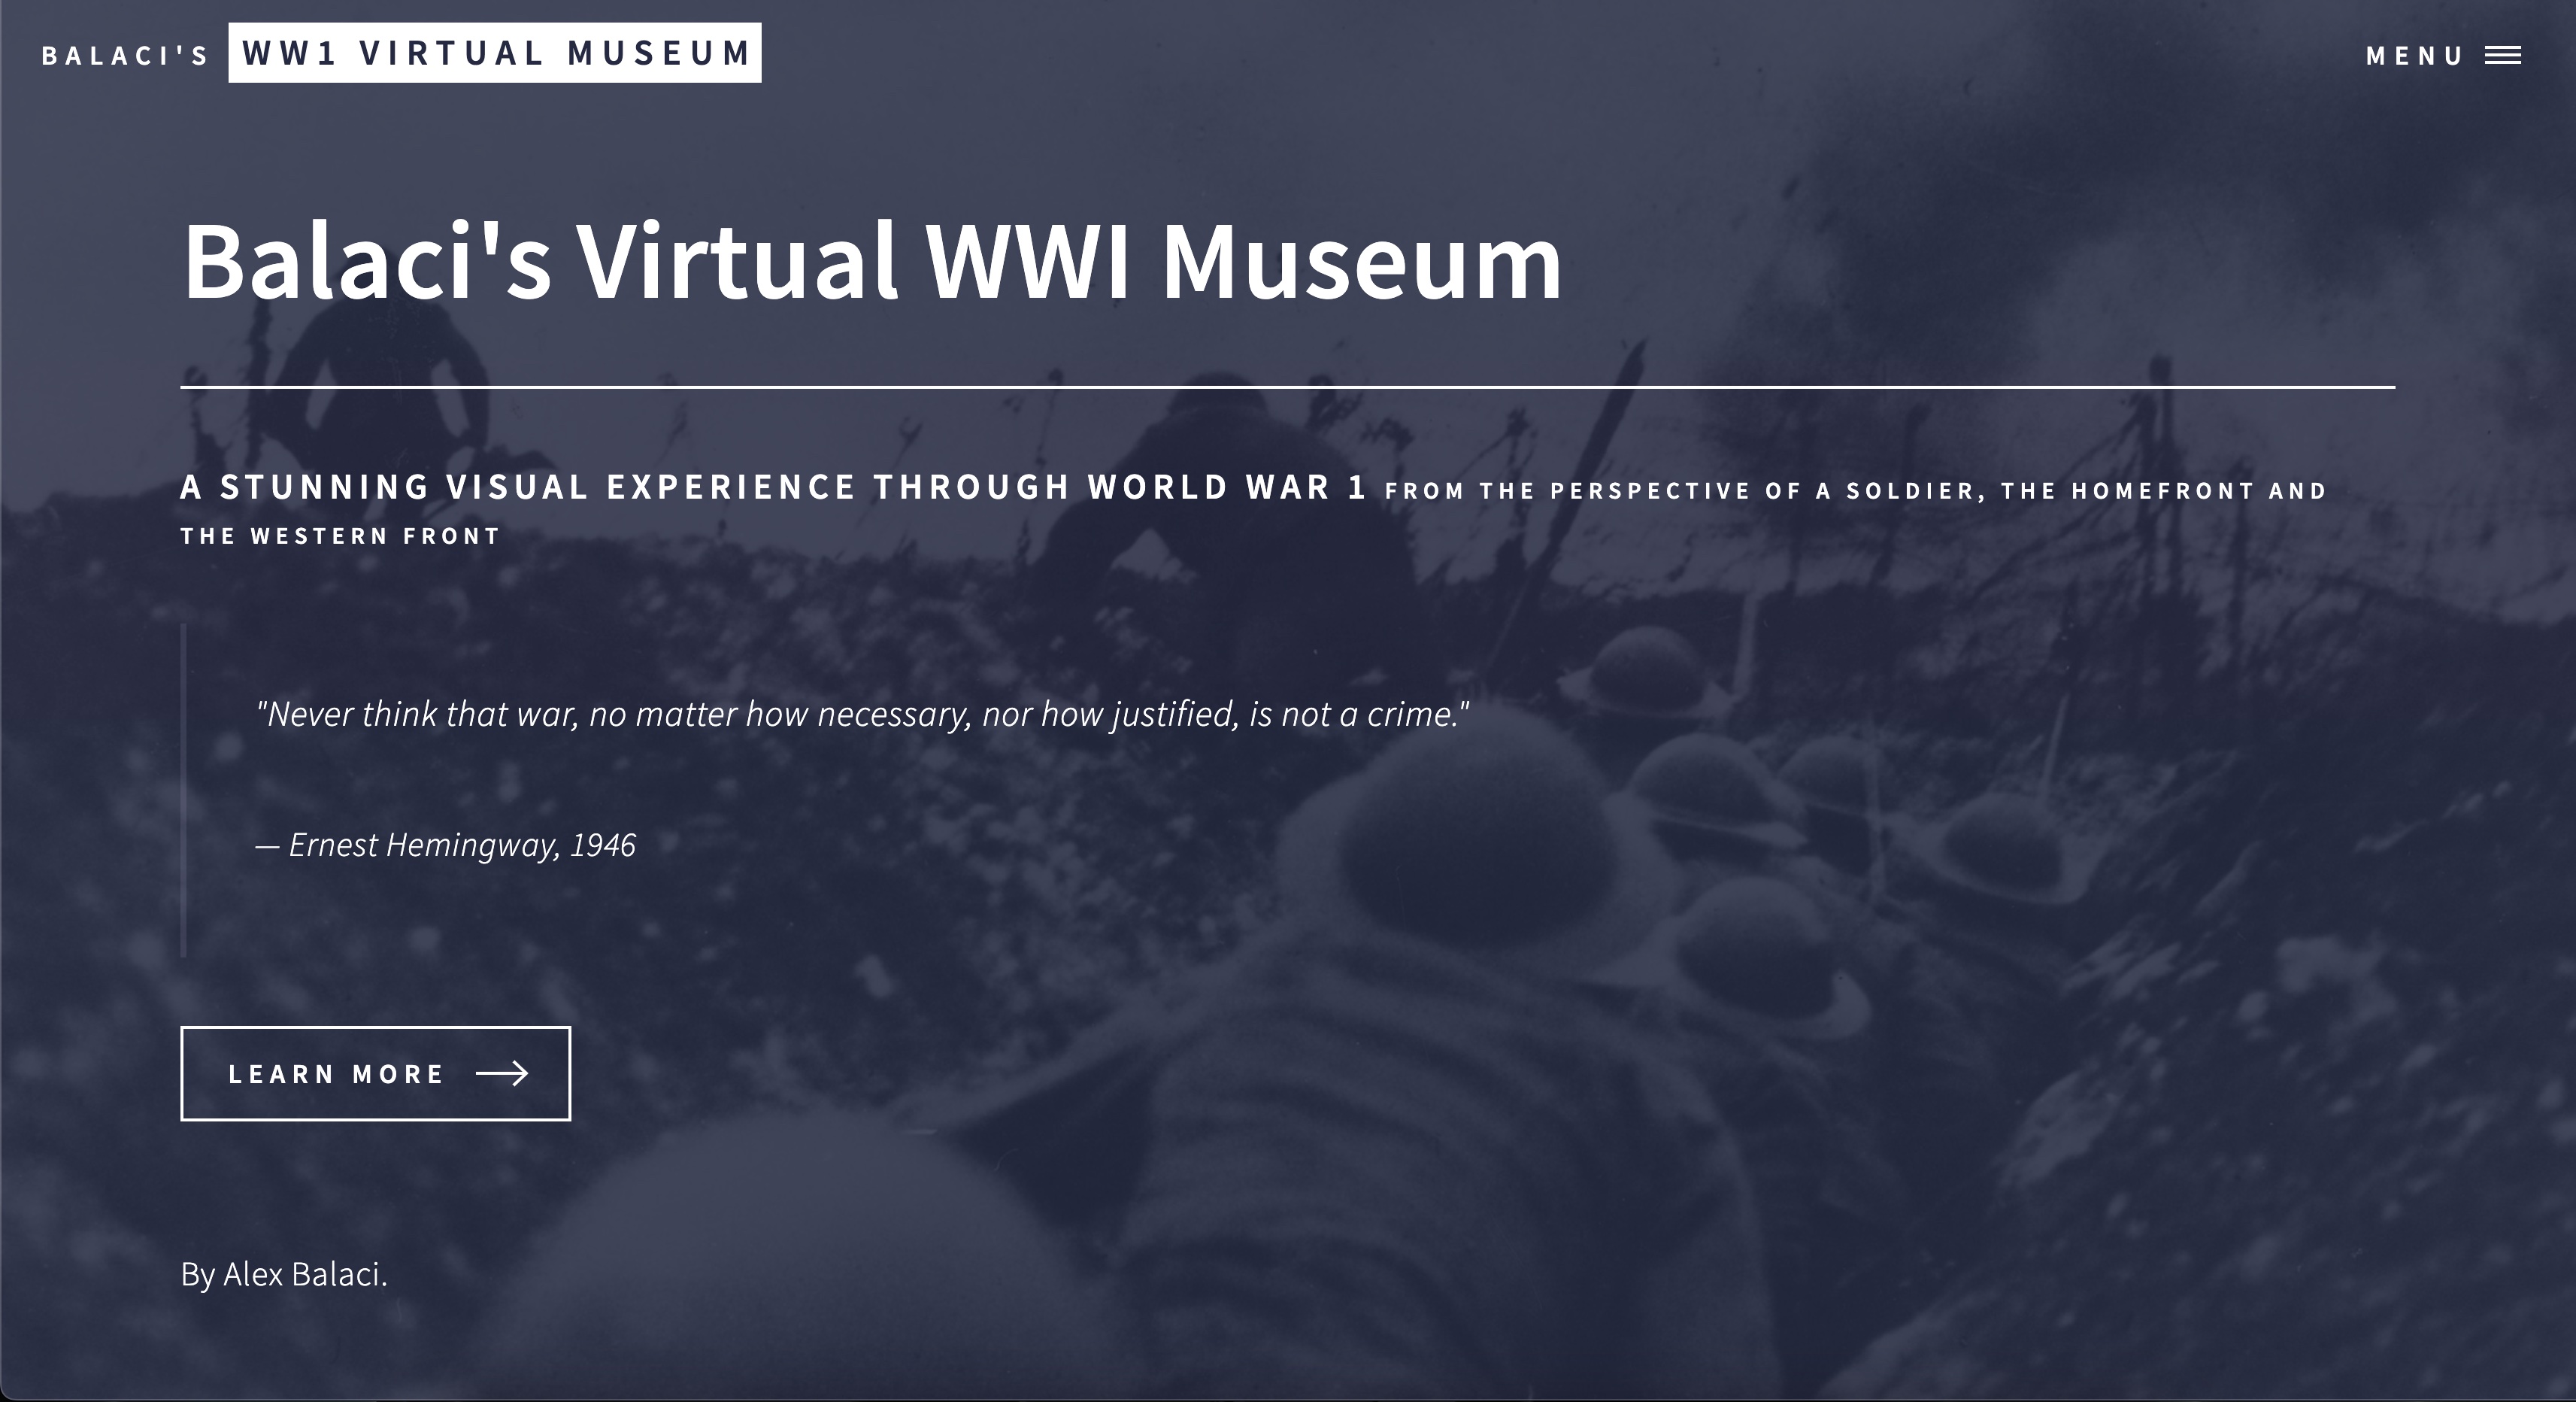 BALACI'S WW1 VIRTUAL MUSEUM
MENU
Balaci's Virtual WWI Museum
A STUNNING VISUAL EXPERIENCE THROUGH WORLD WAR 1 FROM THE PERSPECTIVE OF A SOLDIER, THE HOMEFRONT AND
THE WESTERN FRONT
"Never think that war, no matter how necessary, nor how justified, is not a crime."
— Ernest Hemingway, 1946
LEARN MORE
By Alex Balaci.